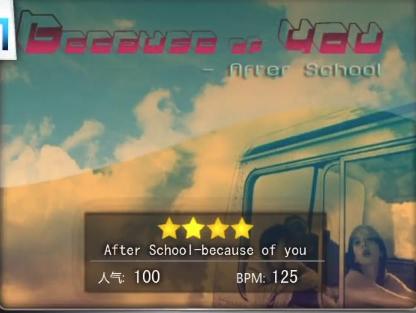 Because of You
- After School
After School-because of you
人气: 100
BPM: 125